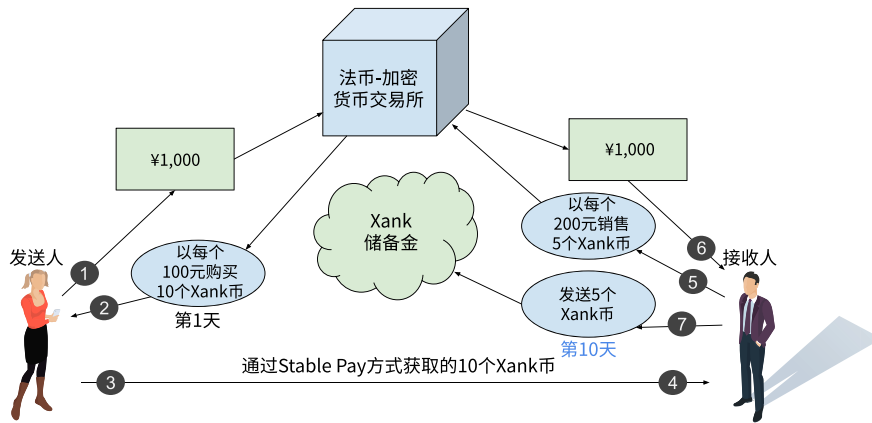 法币-加密
货币交易所
¥1,000
¥1,000
Xank
储备金
以每个
200元销售
5个Xank币
发送人
1
以每个
100元购买
10个Xank币
2
第1天
6
接收人
5
发送5个
Xank币
7
第10天
通过Stable Pay方式获取的10个Xank币
3
4